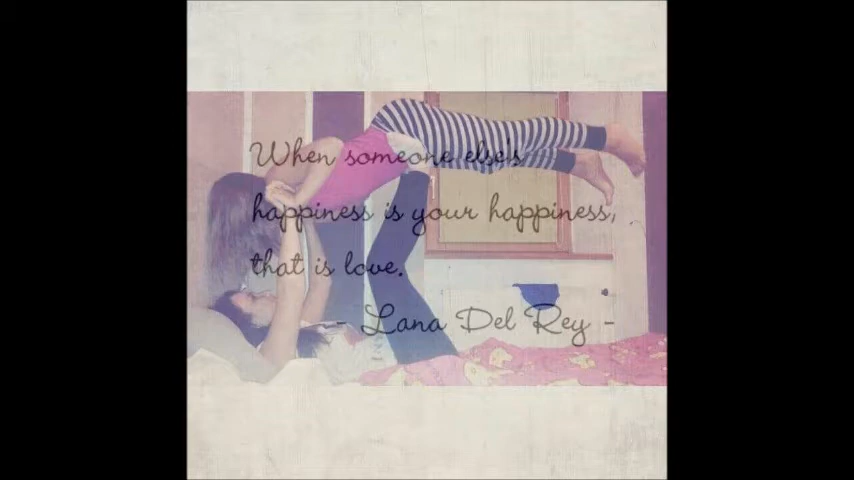 When someone else's
happiness is your happiness,
that is love.
- Lana Del Rey -